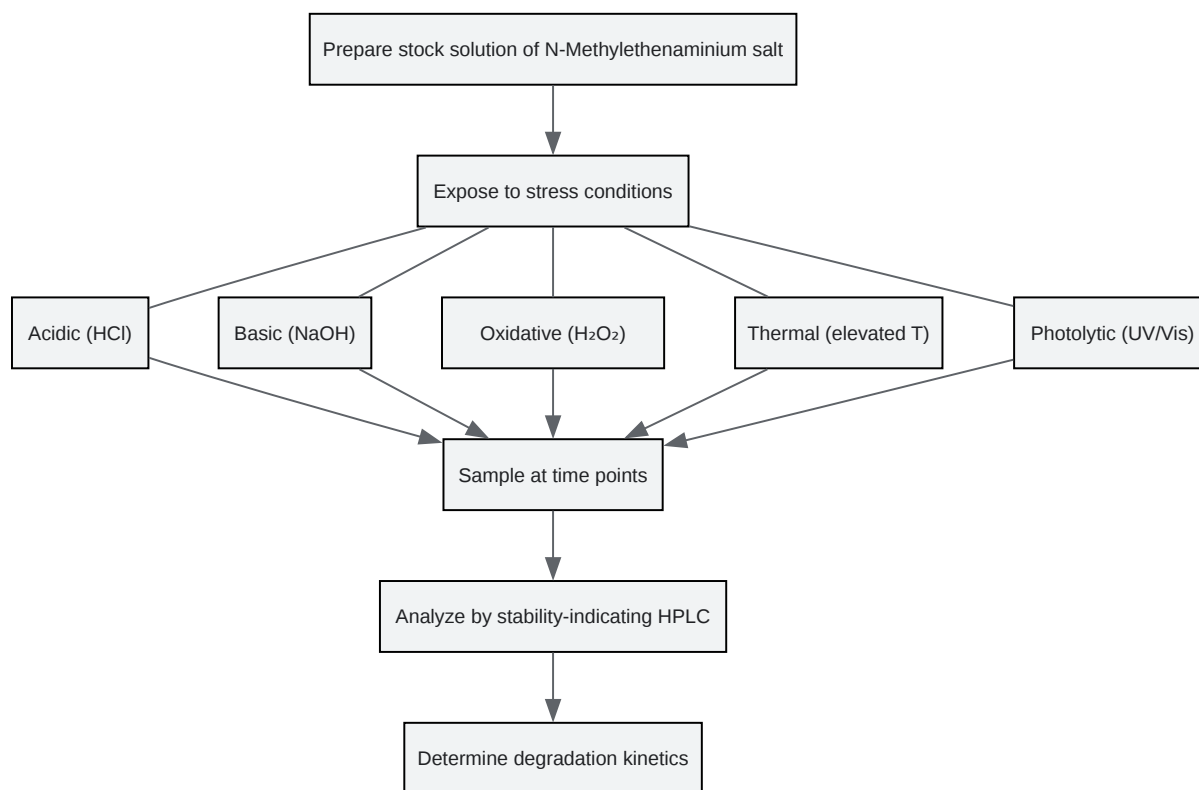 Prepare stock solution of N-Methylethenaminium salt
Expose to stress conditions
Acidic (HCl)
Basic (NaOH)
Oxidative (H₂O₂)
Thermal (elevated T)
Photolytic (UV/Vis)
Sample at time points
Analyze by stability-indicating HPLC
Determine degradation kinetics